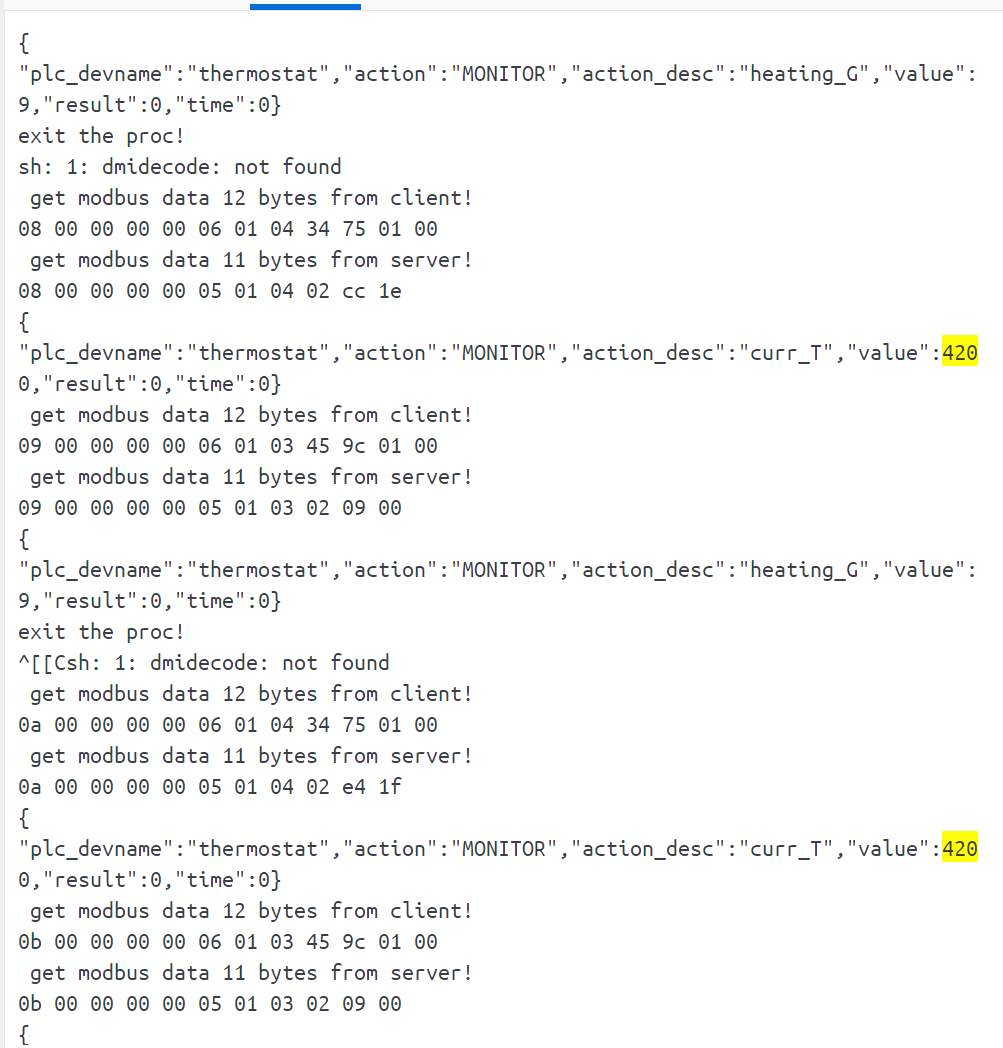 {
"plc_devname":"thermostat","action":"MONITOR","action_desc":"heating_G","value":
9,"result":0,"time":0}
exit the proc!
sh: 1: dmidecode: not found
 get modbus data 12 bytes from client!
08 00 00 00 00 06 01 04 34 75 01 00
 get modbus data 11 bytes from server!
08 00 00 00 00 05 01 04 02 cc 1e
{
"plc_devname":"thermostat","action":"MONITOR","action_desc":"curr_T","value":420
0,"result":0,"time":0}
 get modbus data 12 bytes from client!
09 00 00 00 00 06 01 03 45 9c 01 00
 get modbus data 11 bytes from server!
09 00 00 00 00 05 01 03 02 09 00
{
"plc_devname":"thermostat","action":"MONITOR","action_desc":"heating_G","value":
9,"result":0,"time":0}
exit the proc!
^[[Csh: 1: dmidecode: not found
 get modbus data 12 bytes from client!
0a 00 00 00 00 06 01 04 34 75 01 00
 get modbus data 11 bytes from server!
0a 00 00 00 00 05 01 04 02 e4 1f
{
"plc_devname":"thermostat","action":"MONITOR","action_desc":"curr_T","value":420
0,"result":0,"time":0}
 get modbus data 12 bytes from client!
0b 00 00 00 00 06 01 03 45 9c 01 00
 get modbus data 11 bytes from server!
0b 00 00 00 00 05 01 03 02 09 00
{